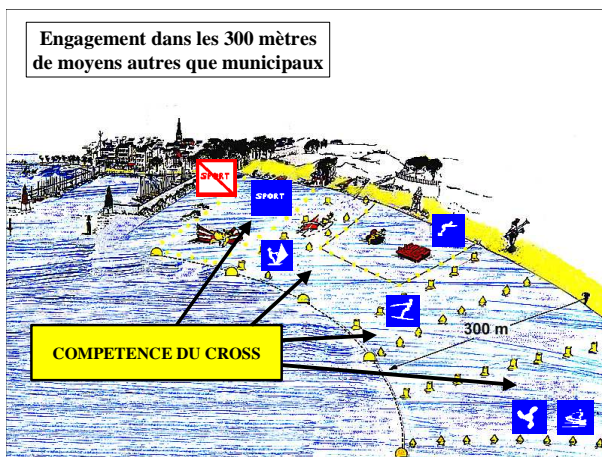 Engagement dans les 300 mètres
de moyens autres que municipaux
SPORT
SPORT
300 m
COMPETENCE DU CROSS